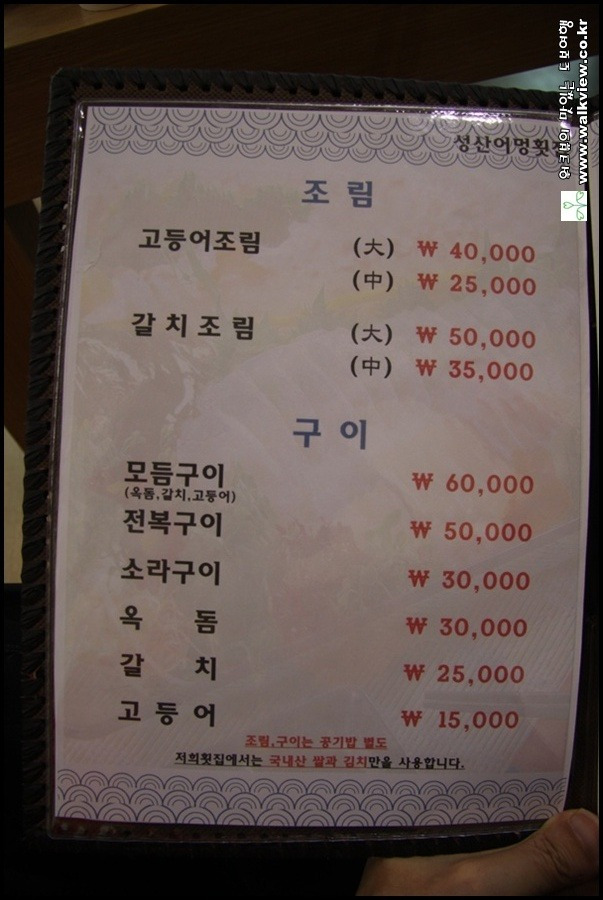 성산어멍횟집
조림
고등어조림 (大) ₩ 40,000
(中) ₩ 25,000
갈치조림 (大) ₩ 50,000
(中) ₩ 35,000
구이
모듬구이 ₩ 60,000
(옥돔,갈치,고등어)
전복구이 ₩ 50,000
소라구이 ₩ 30,000
옥돔 ₩ 30,000
갈치 ₩ 25,000
고등어 ₩ 15,000
조림,구이는 공기밥 별도
저희횟집에서는 국내산 쌀과 김치만을 사용합니다.
www.walkview.co.kr